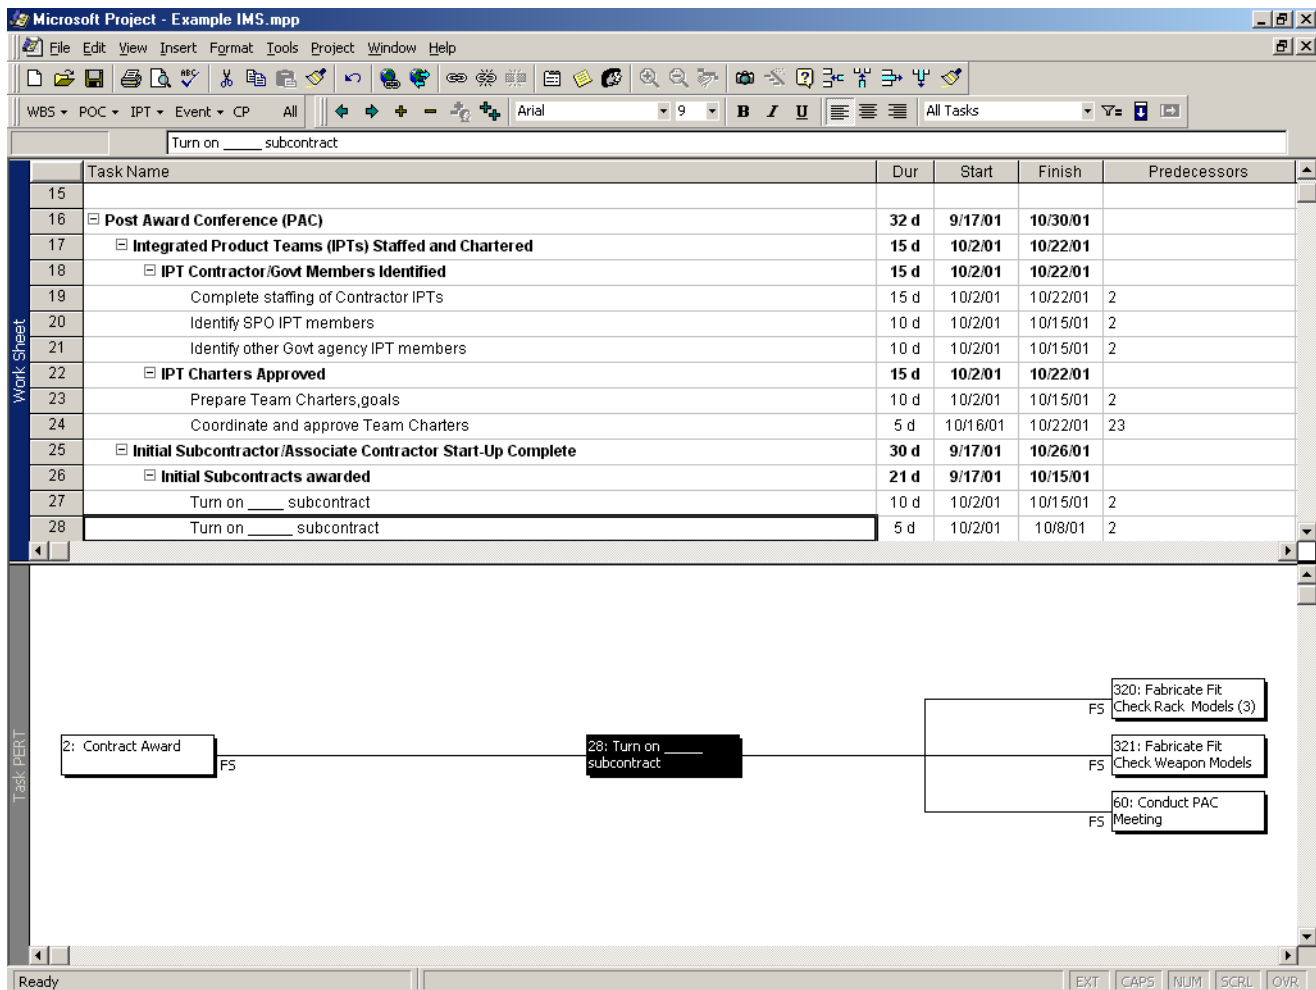 Microsoft Project - Example IMS.mpp
File Edit View Insert Format Tools Project Window Help
WBS POC IPT Event CP All Arial 9 B I U All Tasks
Turn on _____ subcontract
Task Name Dur Start Finish Predecessors
15
16 Post Award Conference (PAC) 32 d 9/17/01 10/30/01
17 Integrated Product Teams (IPTs) Staffed and Chartered 15 d 10/2/01 10/22/01
18 IPT Contractor/Govt Members Identified 15 d 10/2/01 10/22/01
19 Complete staffing of Contractor IPTs 15 d 10/2/01 10/22/01 2
20 Identify SPO IPT members 10 d 10/2/01 10/15/01 2
21 Identify other Govt agency IPT members 10 d 10/2/01 10/15/01 2
22 IPT Charters Approved 15 d 10/2/01 10/22/01
23 Prepare Team Charters,goals 10 d 10/2/01 10/15/01 2
24 Coordinate and approve Team Charters 5 d 10/16/01 10/22/01 23
25 Initial Subcontractor/Associate Contractor Start-Up Complete 30 d 9/17/01 10/26/01
26 Initial Subcontracts awarded 21 d 9/17/01 10/15/01
27 Turn on ____ subcontract 10 d 10/2/01 10/15/01 2
28 Turn on _____ subcontract 5 d 10/2/01 10/8/01 2
Work Sheet
320: Fabricate Fit
FS Check Rack Models (3)
2: Contract Award
FS
28: Turn on _____
subcontract
321: Fabricate Fit
FS Check Weapon Models
60: Conduct PAC
FS Meeting
Task PERT
Ready EXT CAPS NUM SCRL OVR